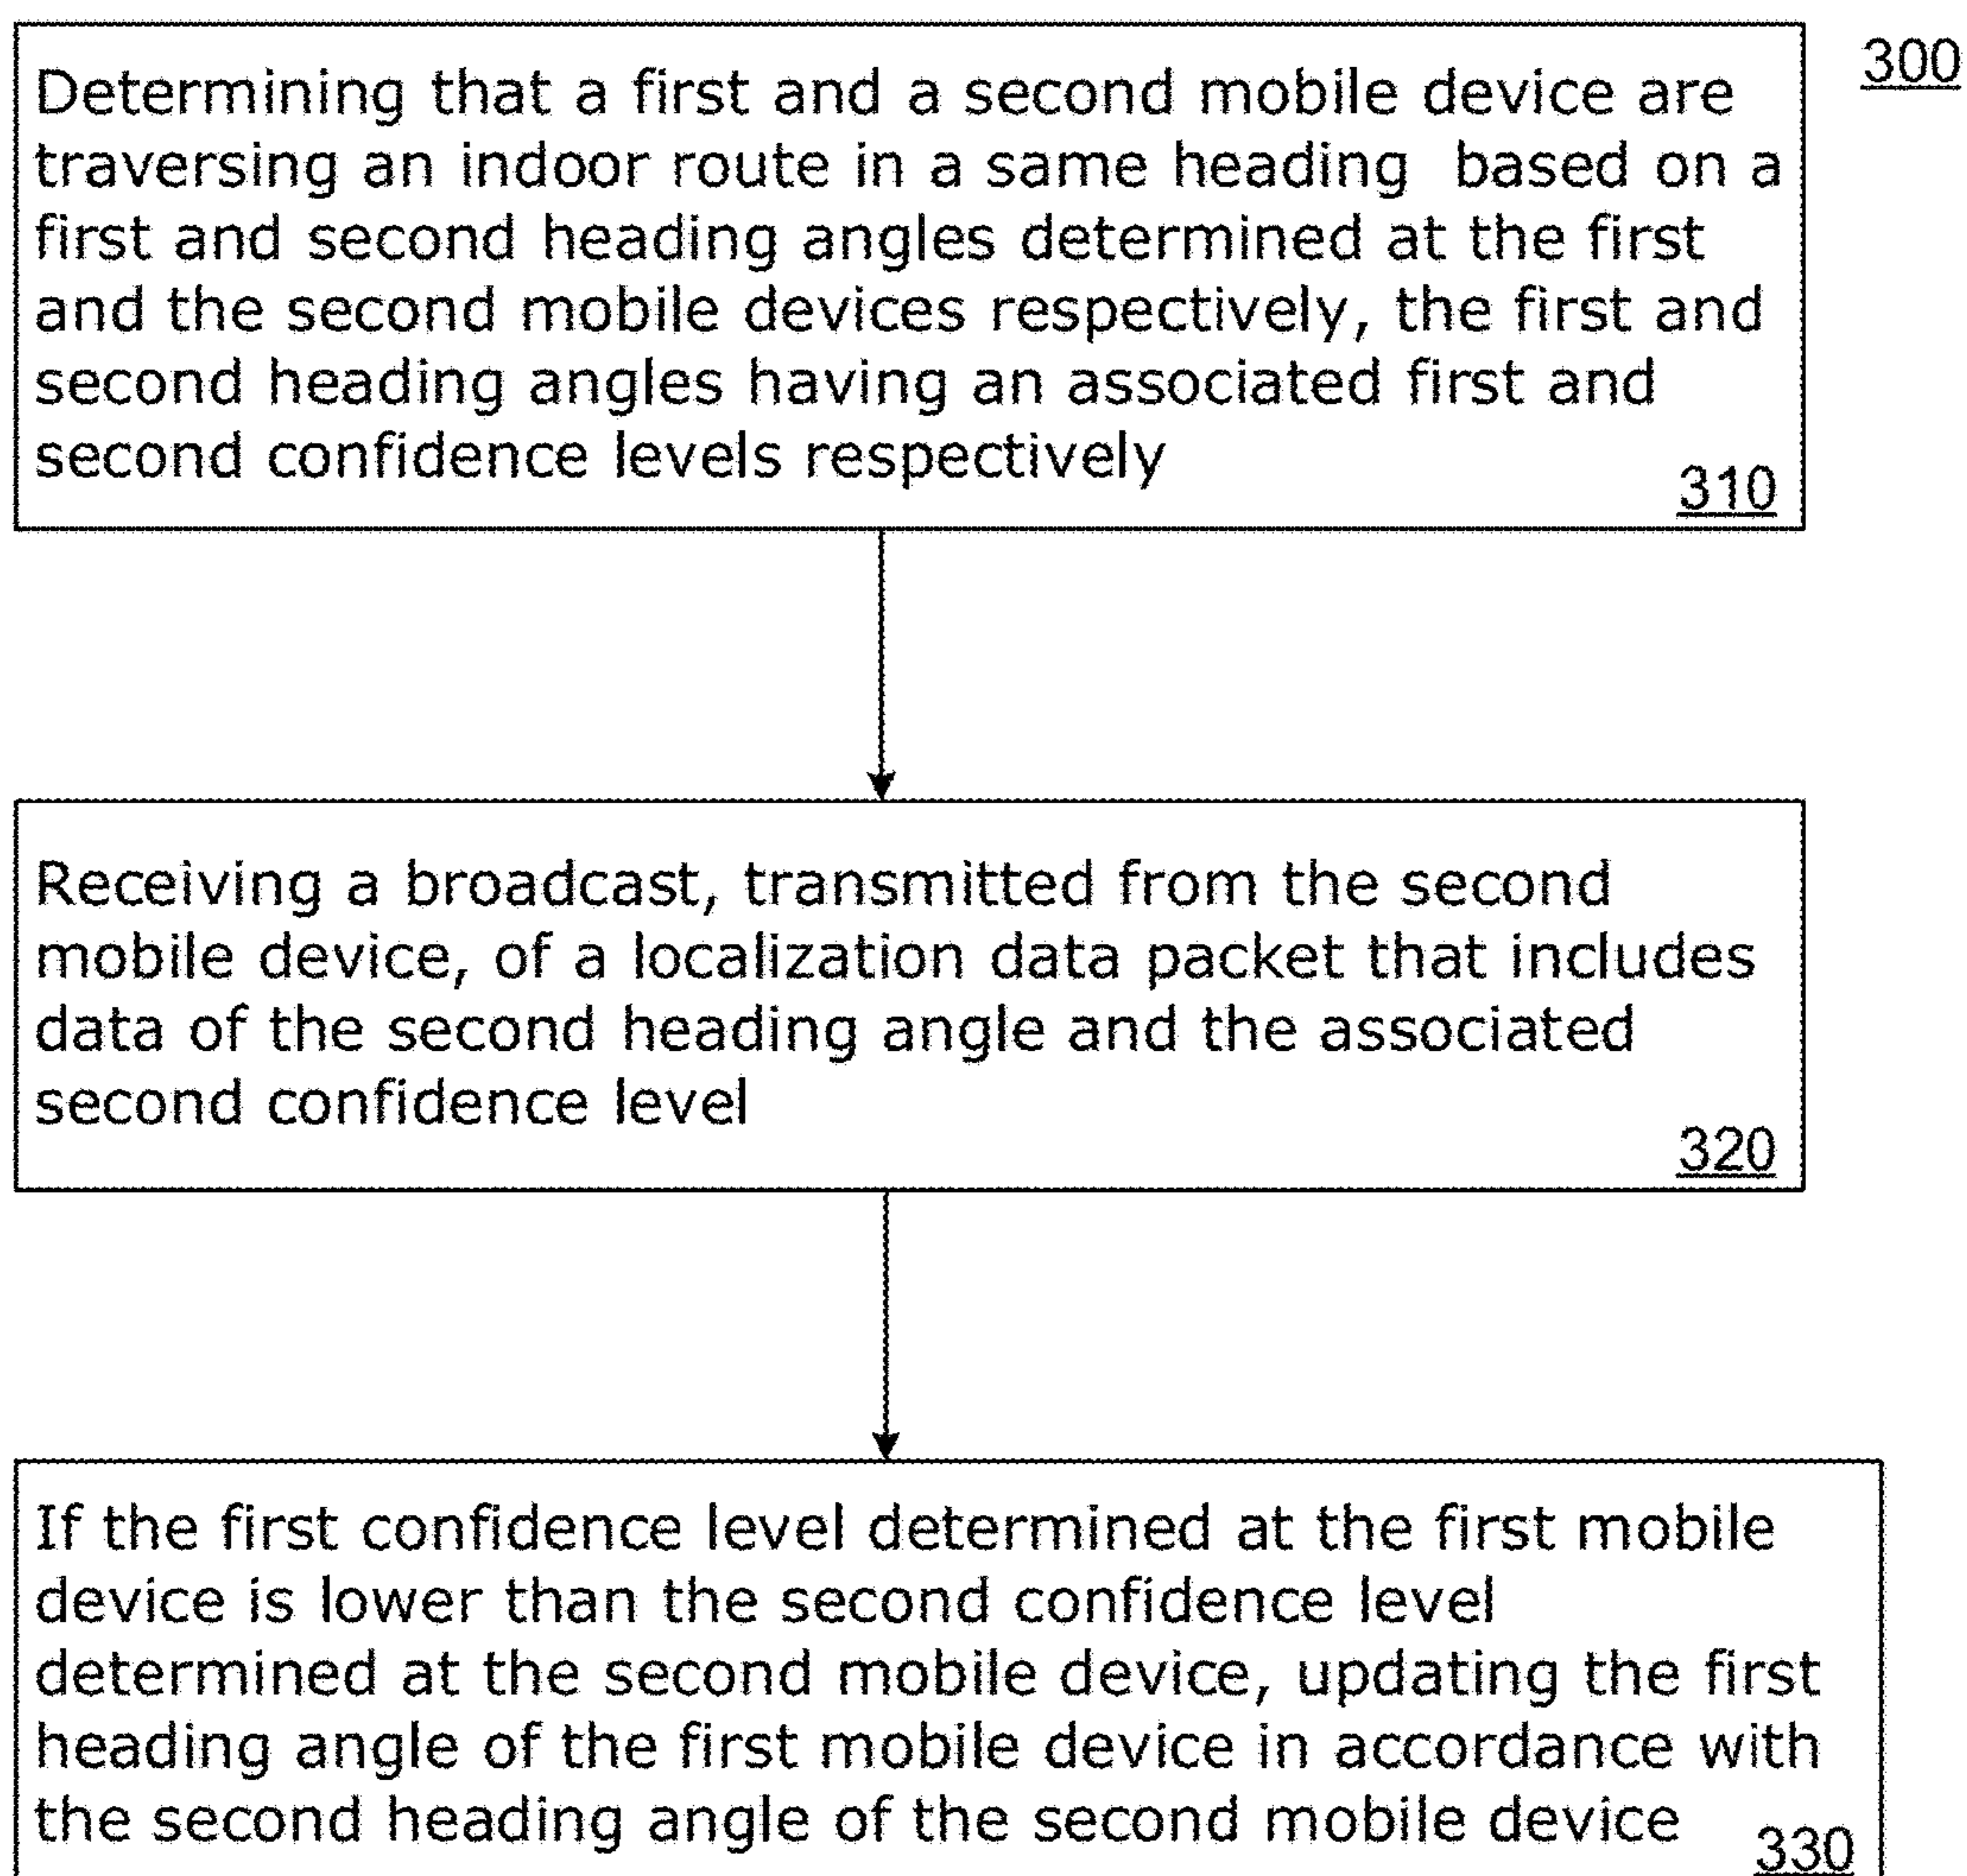 300
Determining that a first and a second mobile device are
traversing an indoor route in a same heading based on a
first and second heading angles determined at the first
and the second mobile devices respectively, the first and
second heading angles having an associated first and
second confidence levels respectively
310
Receiving a broadcast, transmitted from the second
mobile device, of a localization data packet that includes
data of the second heading angle and the associated
second confidence level
320
If the first confidence level determined at the first mobile
device is lower than the second confidence level
determined at the second mobile device, updating the first
heading angle of the first mobile device in accordance with
the second heading angle of the second mobile device
330